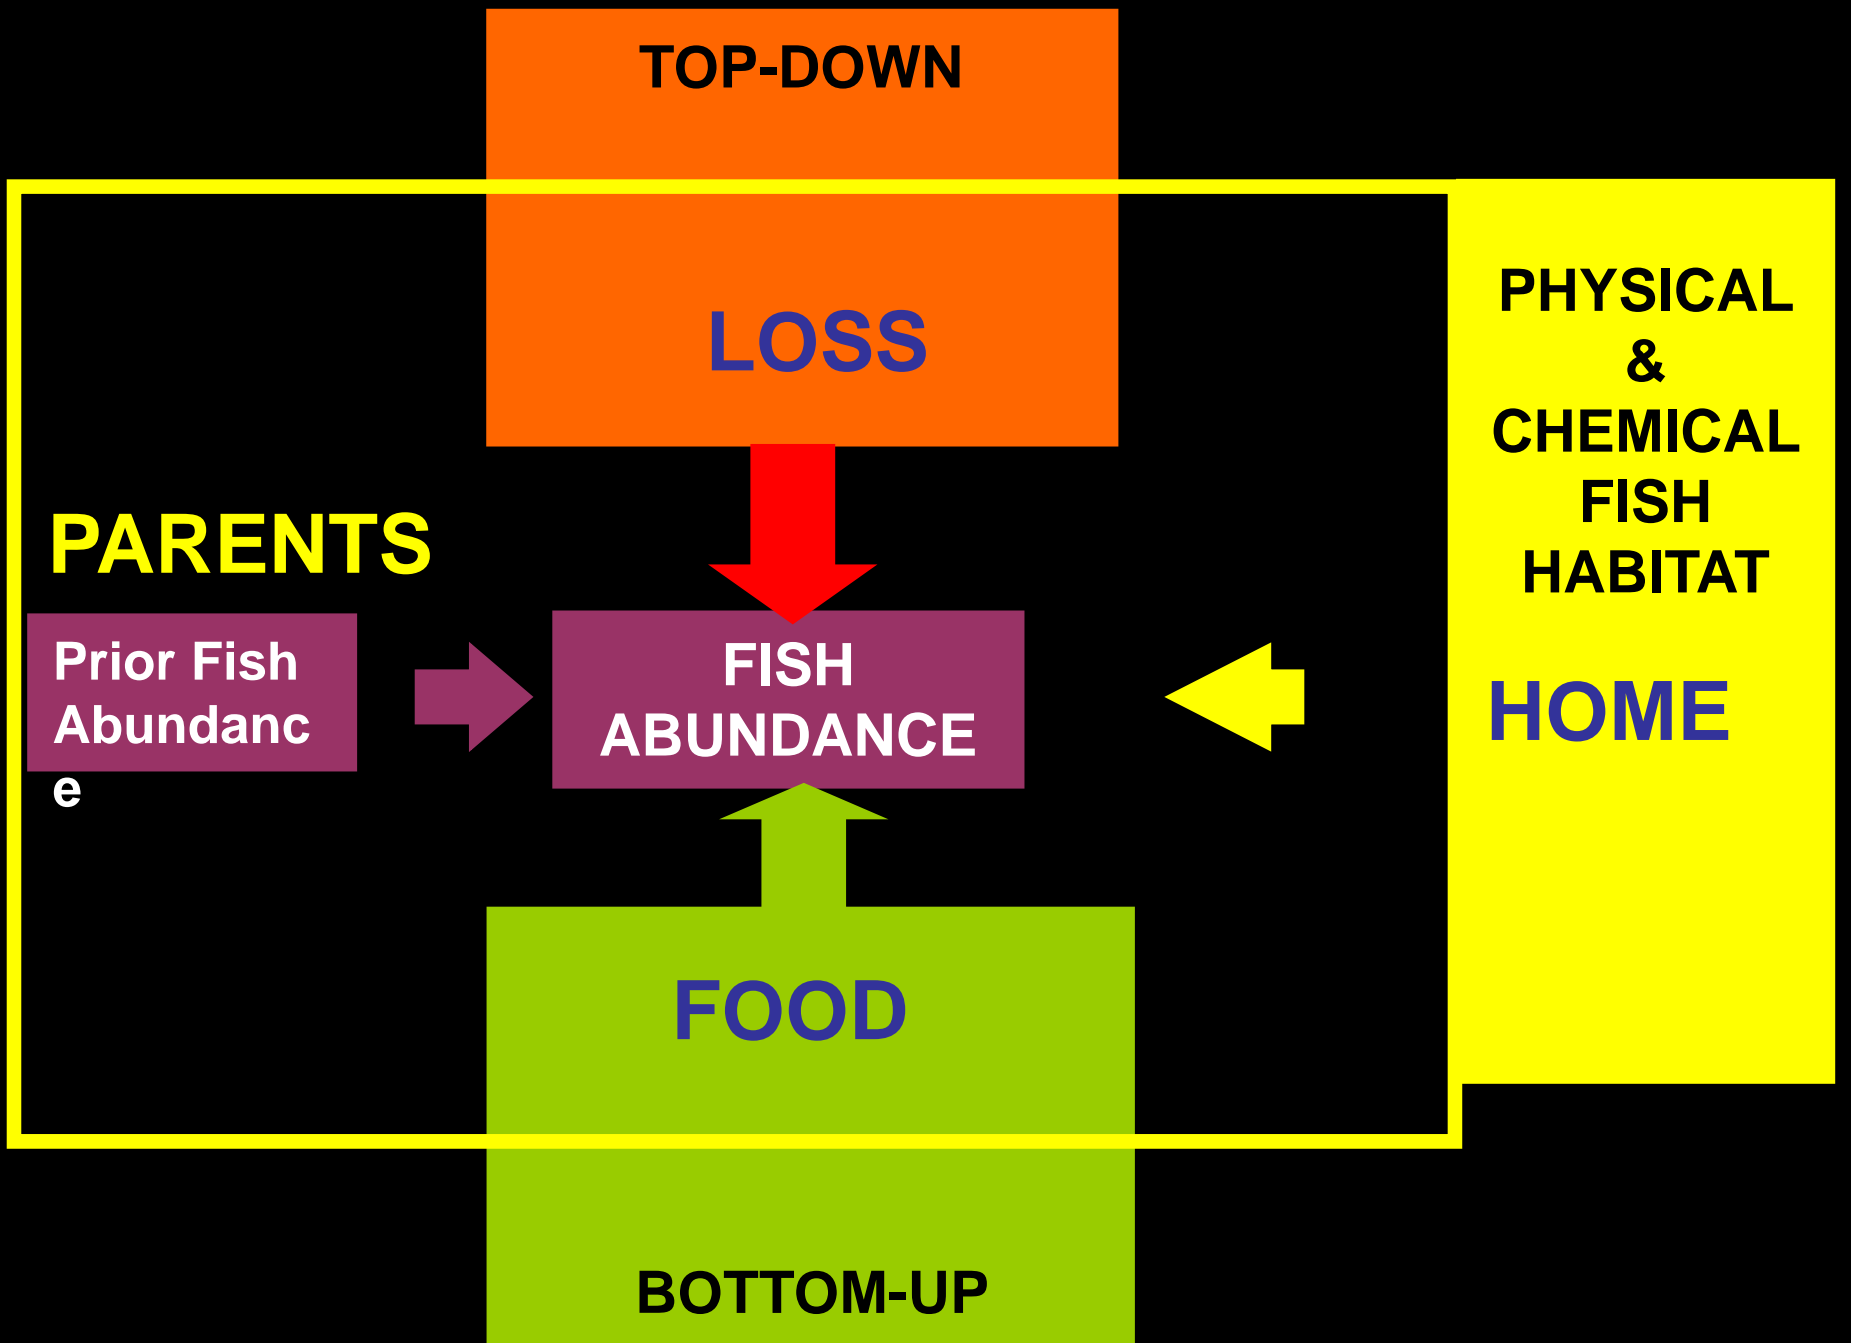 TOP-DOWN
LOSS
PHYSICAL
&
CHEMICAL
FISH
HABITAT
HOME
PARENTS
Prior Fish
Abundanc
e
FISH
ABUNDANCE
FOOD
BOTTOM-UP